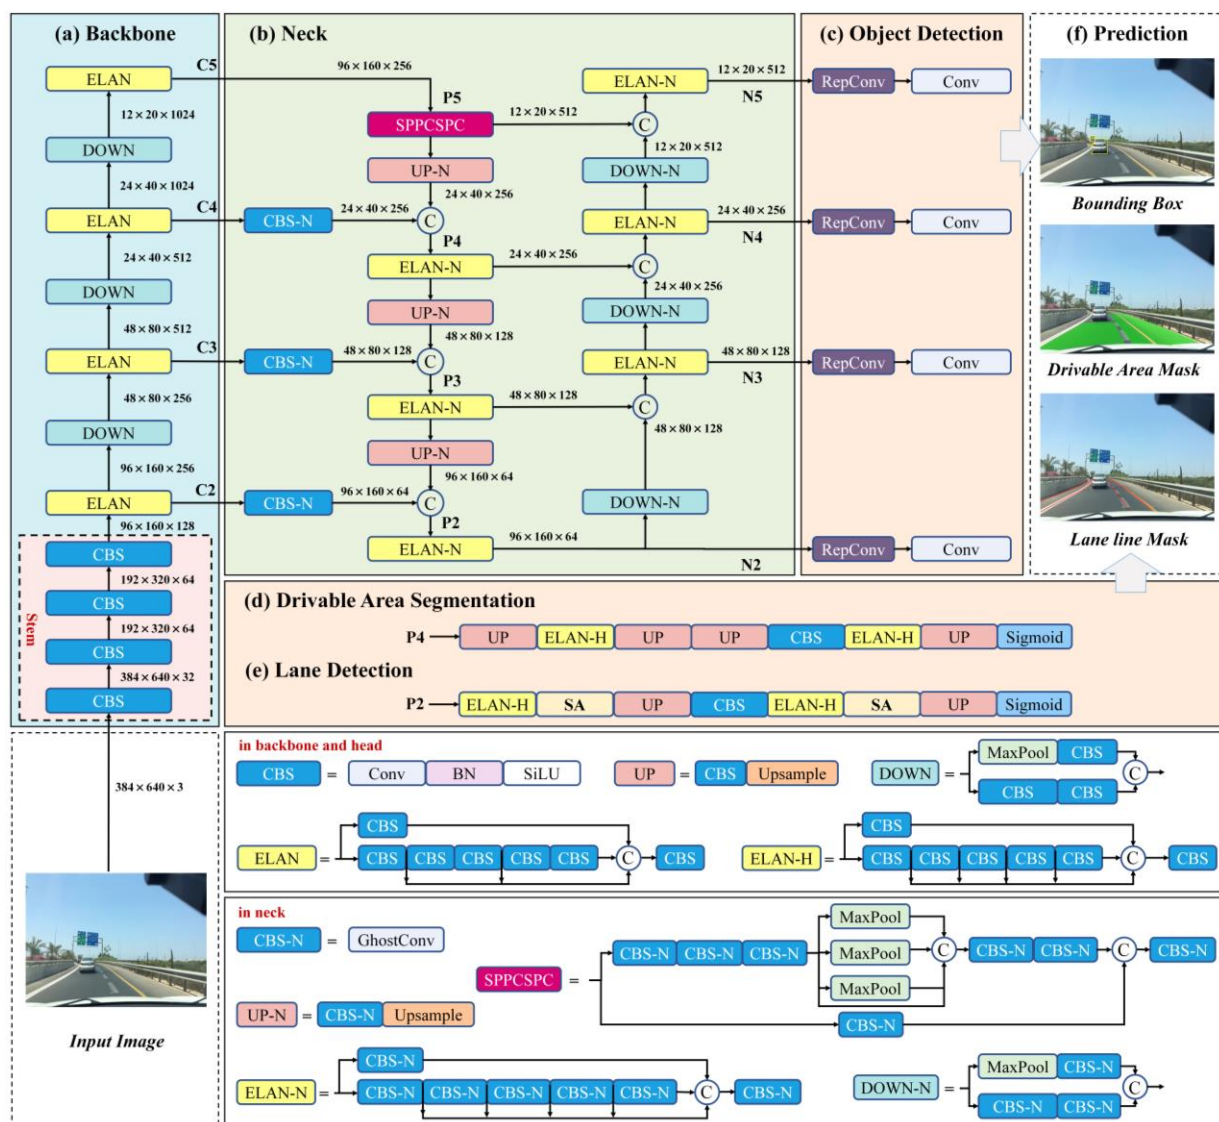 (a) Backbone
ELAN
C5
12×20×1024
DOWN
24×40×1024
ELAN
C4
24×40×512
DOWN
48×80×512
ELAN
C3
48×80×256
DOWN
96×160×256
ELAN
C2
96×160×128
Stem
CBS
192×320×64
CBS
192×320×64
CBS
384×640×32
CBS
384×640×3
Input Image
(b) Neck
96×160×256
P5
SPPCSPC
12×20×512
UP-N
24×40×256
CBS-N
24×40×256
C
P4
ELAN-N
24×40×256
UP-N
48×80×128
CBS-N
48×80×128
C
P3
ELAN-N
48×80×128
UP-N
96×160×64
CBS-N
96×160×64
C
P2
ELAN-N
96×160×64
ELAN-N
12×20×512
N5
C
12×20×512
DOWN-N
ELAN-N
24×40×256
N4
C
24×40×256
DOWN-N
ELAN-N
48×80×128
N3
C
48×80×128
DOWN-N
N2
(c) Object Detection
RepConv Conv
RepConv Conv
RepConv Conv
RepConv Conv
(f) Prediction
Bounding Box
Drivable Area Mask
Lane line Mask
(d) Drivable Area Segmentation
P4 UP ELAN-H UP UP CBS ELAN-H UP Sigmoid
(e) Lane Detection
P2 ELAN-H SA UP CBS ELAN-H SA UP Sigmoid
in backbone and head
CBS = Conv BN SiLU
UP = CBS Upsample
DOWN = MaxPool CBS
CBS CBS
C
ELAN = CBS
CBS CBS CBS CBS CBS C CBS
ELAN-H = CBS
CBS CBS CBS CBS CBS C CBS
in neck
CBS-N = GhostConv
SPPCSPC = CBS-N CBS-N CBS-N
MaxPool
MaxPool
MaxPool
C CBS-N CBS-N C CBS-N
CBS-N
UP-N = CBS-N Upsample
ELAN-N = CBS-N
CBS-N CBS-N CBS-N CBS-N CBS-N C CBS-N
DOWN-N = MaxPool CBS-N
CBS-N CBS-N
C